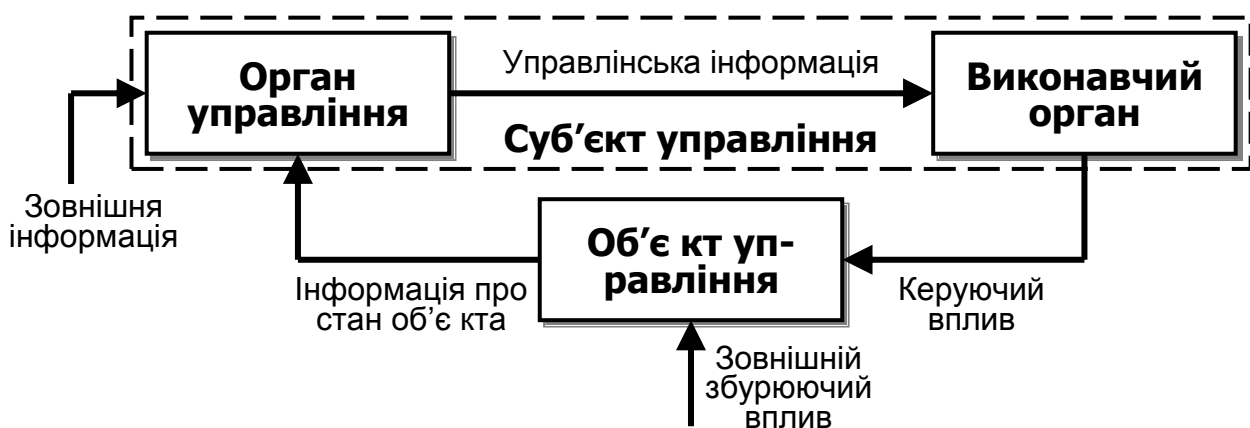 Орган
управління
Управлінська інформація
Виконавчий
орган
Суб’єкт управління
Зовнішня
інформація
Об’є кт уп-
равління
Інформація про
стан об’є кта
Керуючий
вплив
Зовнішній
збурюючий
вплив